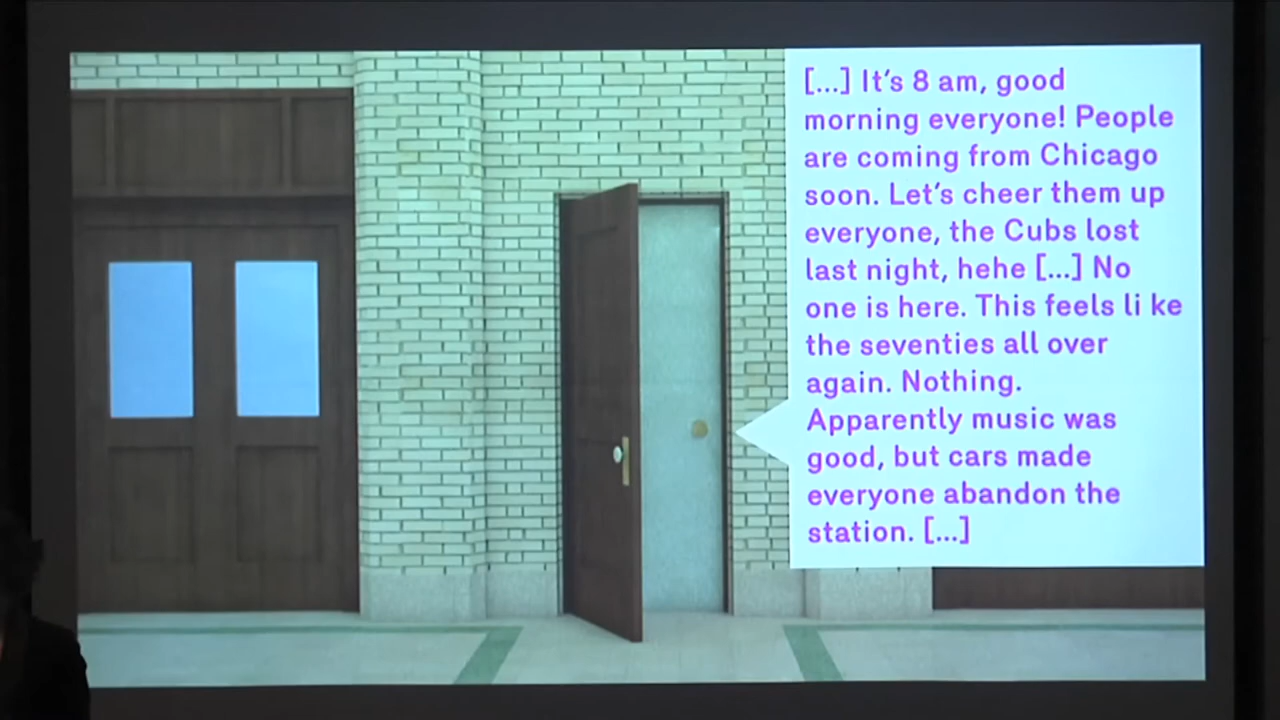 [...] It's 8 am, good
morning everyone! People
are coming from Chicago
soon. Let's cheer them up
everyone, the Cubs lost
last night, hehe [...] No
one is here. This feels li ke
the seventies all over
again. Nothing.
Apparently music was
good, but cars made
everyone abandon the
station. [...]